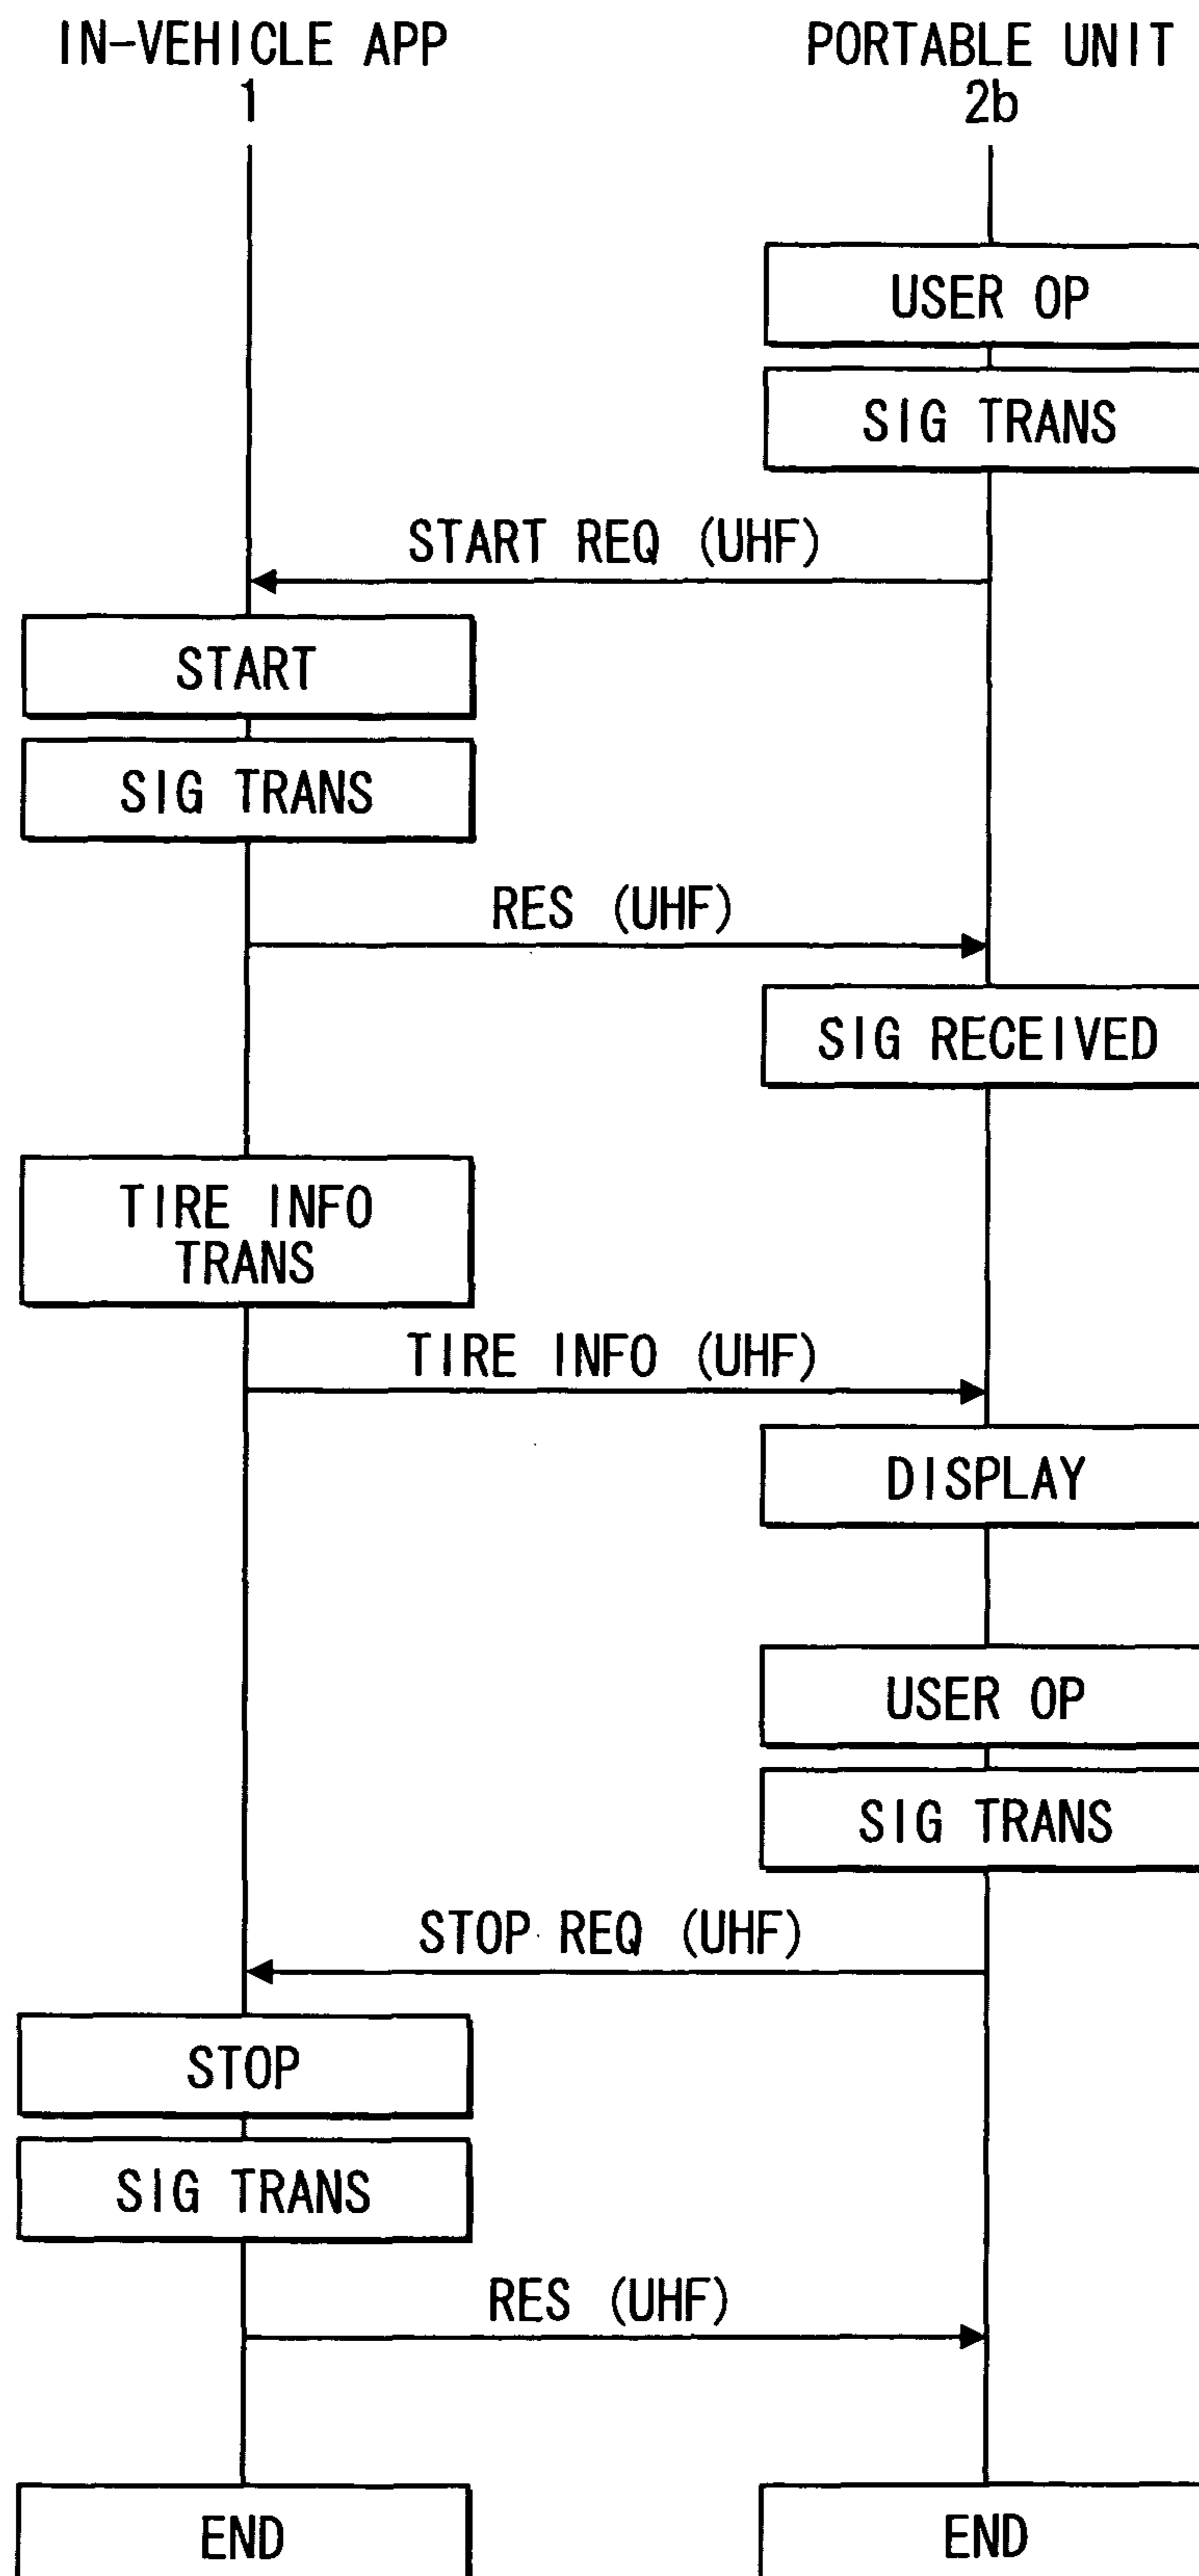 IN-VEHICLE APP
1
PORTABLE UNIT
2b
USER OP
SIG TRANS
START REQ (UHF)
START
SIG TRANS
RES (UHF)
SIG RECEIVED
TIRE INFO
TRANS
TIRE INFO (UHF)
DISPLAY
USER OP
SIG TRANS
STOP REQ (UHF)
STOP
SIG TRANS
RES (UHF)
END
END